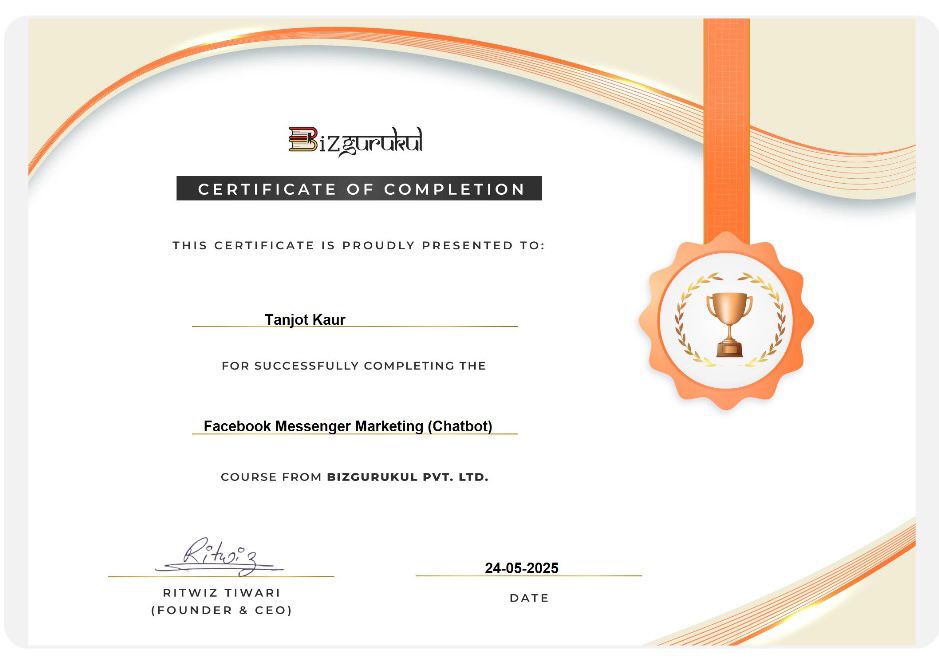 Bizgurukul
CERTIFICATE OF COMPLETION
THIS CERTIFICATE IS PROUDLY PRESENTED TO:
Tanjot Kaur
FOR SUCCESSFULLY COMPLETING THE
Facebook Messenger Marketing (Chatbot)
COURSE FROM BIZGURUKUL PVT. LTD.
Ritwiz
RITWIZ TIWARI
(FOUNDER & CEO)
24-05-2025
DATE